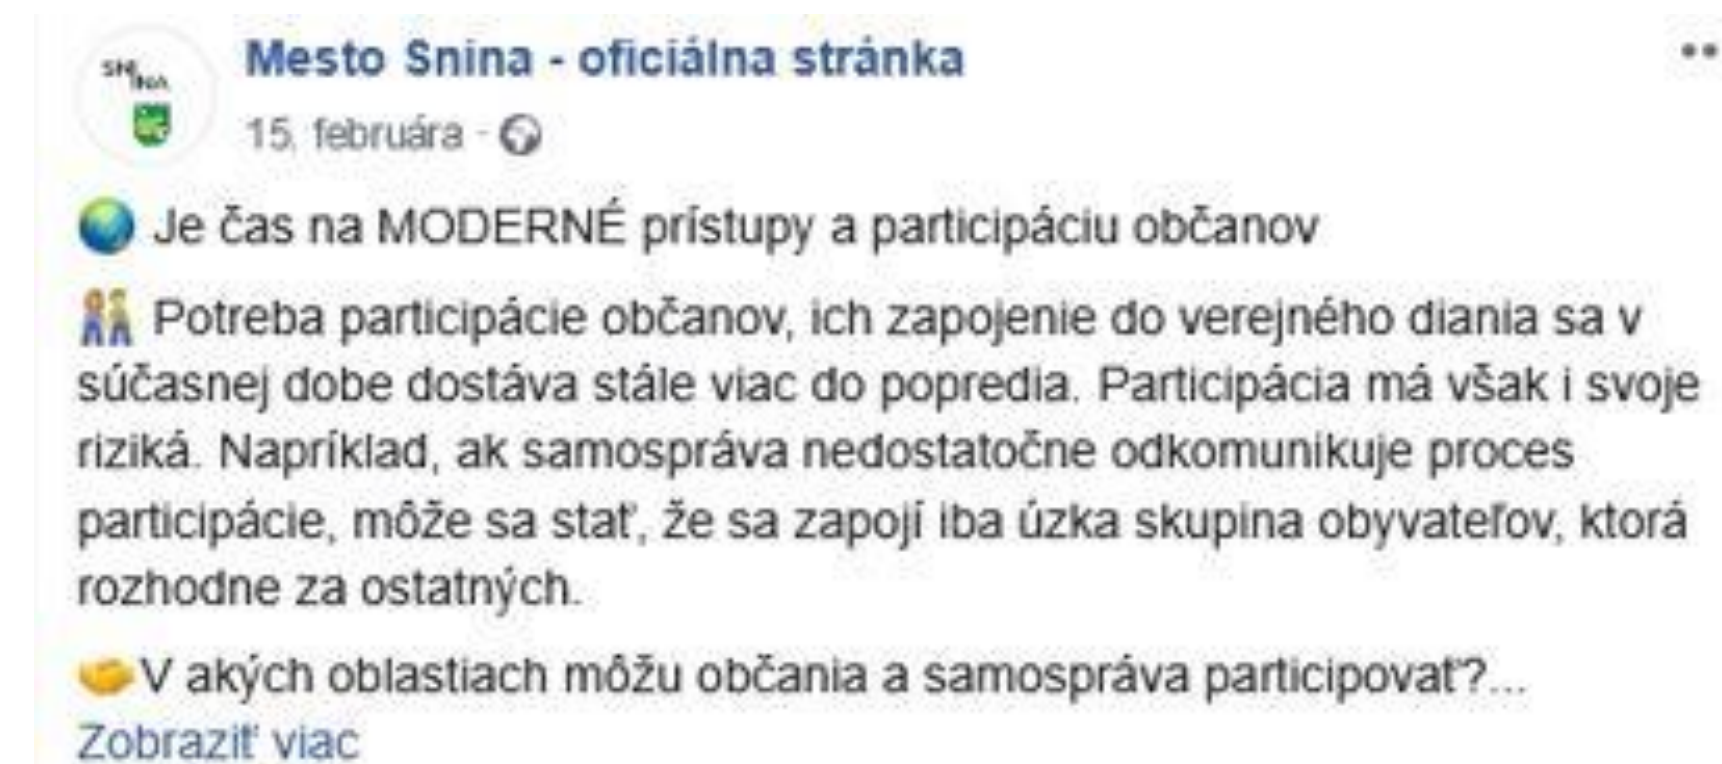 SNINA
Mesto Snina - oficiálna stránka
15. februára ·
Je čas na MODERNÉ prístupy a participáciu občanov
Potreba participácie občanov, ich zapojenie do verejného diania sa v
súčasnej dobe dostáva stále viac do popredia. Participácia má však i svoje
riziká. Napríklad, ak samospráva nedostatočne odkomunikuje proces
participácie, môže sa stať, že sa zapojí iba úzka skupina obyvateľov, ktorá
rozhodne za ostatných.
V akých oblastiach môžu občania a samospráva participovať?...
Zobraziť viac